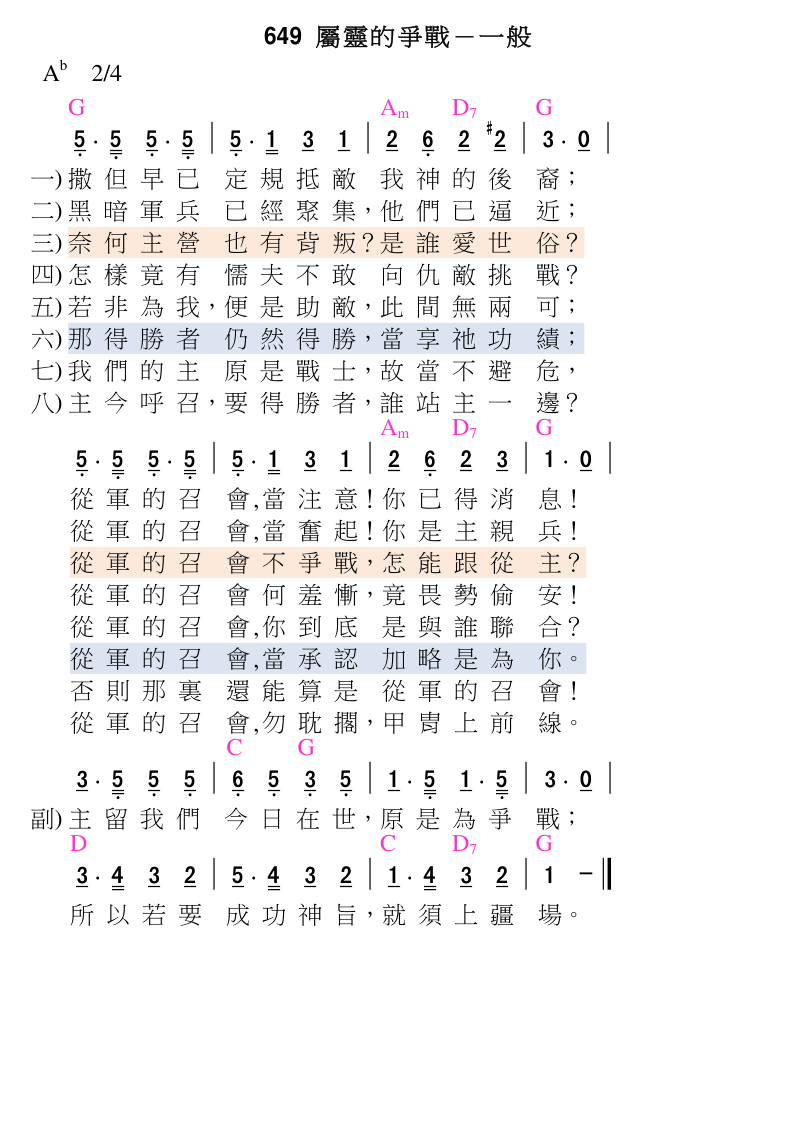 649 屬靈的爭戰－一般
Ab 2/4
G Am D7 G
5 · 5 5 · 5 | 5 · 1 3 1 | 2 6 2 #2 | 3 · 0 |
一) 撒但早已 定規抵敵 我神的後 裔；
二) 黑暗軍兵 已經聚集，他們已逼 近；
三) 奈何主營 也有背叛？是誰愛世 俗？
四) 怎樣竟有 懦夫不敢 向仇敵挑 戰？
五) 若非為我，便是助敵，此間無兩 可；
六) 那得勝者 仍然得勝，當享祂功 績；
七) 我們的主 原是戰士，故當不避 危，
八) 主今呼召，要得勝者，誰站主一 邊？
Am D7 G
5 · 5 5 · 5 | 5 · 1 3 1 | 2 6 2 3 | 1 · 0 |
從軍的召 會,當注意！你已得消 息！
從軍的召 會,當奮起！你是主親 兵！
從軍的召 會不爭戰，怎能跟從 主？
從軍的召 會何羞慚，竟畏勢偷 安！
從軍的召 會,你到底 是與誰聯 合？
從軍的召 會,當承認 加略是為 你。
否則那裏 還能算是 從軍的召 會！
從軍的召 會,勿耽擱，甲冑上前 線。
C G
3 · 5 5 5 | 6 5 3 5 | 1 · 5 1 · 5 | 3 · 0 |
副) 主留我們 今日在世，原是為爭 戰；
D C D7 G
3 · 4 3 2 | 5 · 4 3 2 | 1 · 4 3 2 | 1 － ‖
所以若要 成功神旨，就須上疆 場。